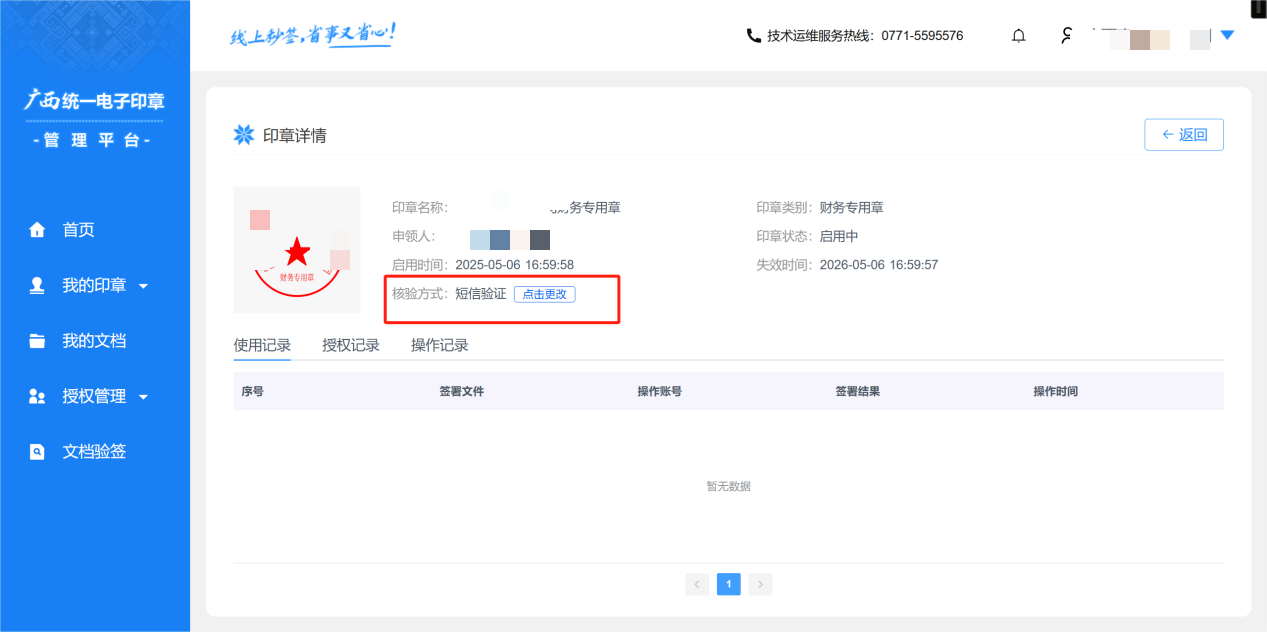 线上秒签,省事又省心!
技术运维服务热线：0771-5595576
广西统一电子印章
-管理平台-
首页
我的印章
我的文档
授权管理
文档验签
印章详情
返回
财务专用章
印章名称：
务专用章
印章类别：财务专用章
申领人：
印章状态：启用中
启用时间：2025-05-06 16:59:58
失效时间：2026-05-06 16:59:57
核验方式：短信验证 点击更改
使用记录 授权记录 操作记录
序号 签署文件 操作账号 签署结果 操作时间
暂无数据
1